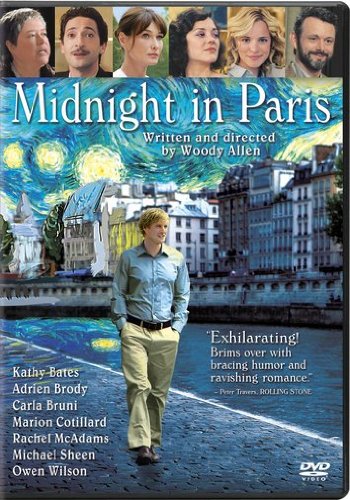 Midnight in Paris
Written and directed
by Woody Allen
"Exhilarating!
Brims over with
bracing humor and
ravishing romance."
– Peter Travers, ROLLING STONE
Kathy Bates
Adrien Brody
Carla Bruni
Marion Cotillard
Rachel McAdams
Michael Sheen
Owen Wilson
DVD
VIDEO